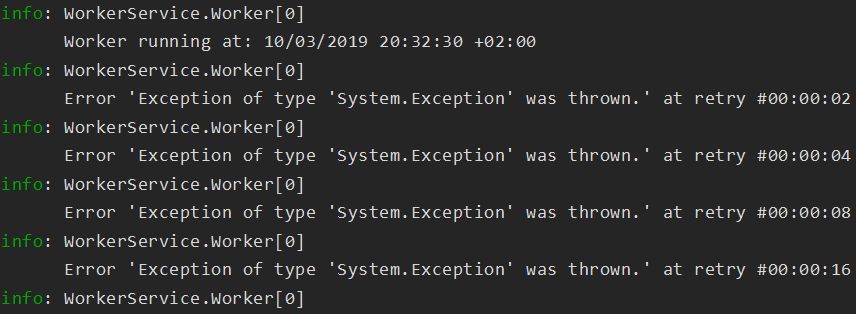 info: WorkerService.Worker[0]
Worker running at: 10/03/2019 20:32:30 +02:00
info: WorkerService.Worker[0]
Error 'Exception of type 'System.Exception' was thrown.' at retry #00:00:02
info: WorkerService.Worker[0]
Error 'Exception of type 'System.Exception' was thrown.' at retry #00:00:04
info: WorkerService.Worker[0]
Error 'Exception of type 'System.Exception' was thrown.' at retry #00:00:08
info: WorkerService.Worker[0]
Error 'Exception of type 'System.Exception' was thrown.' at retry #00:00:16
info: WorkerService.Worker[0]